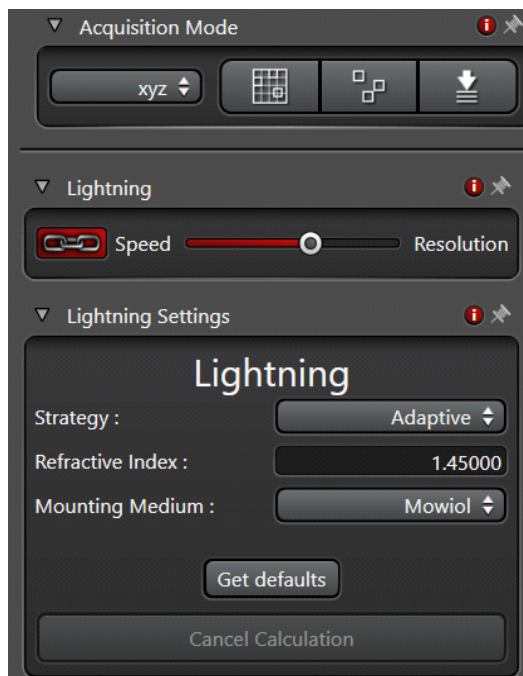 Acquisition Mode
xyz
Lightning
Speed Resolution
Lightning Settings
Lightning
Strategy : Adaptive
Refractive Index : 1.45000
Mounting Medium : Mowiol
Get defaults
Cancel Calculation